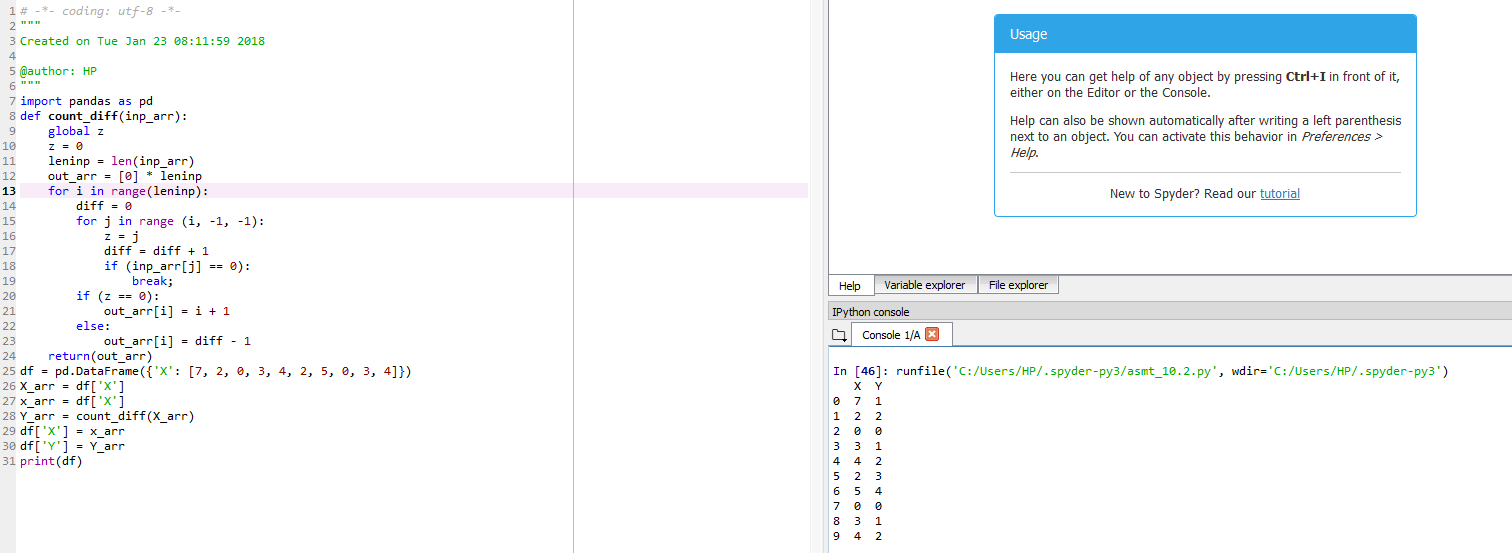 1 # -*- coding: utf-8 -*-
2 """
3 Created on Tue Jan 23 08:11:59 2018
4
5 @author: HP
6 """
7 import pandas as pd
8 def count_diff(inp_arr):
9     global z
10     z = 0
11     leninp = len(inp_arr)
12     out_arr = [0] * leninp
13     for i in range(leninp):
14         diff = 0
15         for j in range (i, -1, -1):
16             z = j
17             diff = diff + 1
18             if (inp_arr[j] == 0):
19                 break;
20         if (z == 0):
21             out_arr[i] = i + 1
22         else:
23             out_arr[i] = diff - 1
24     return(out_arr)
25 df = pd.DataFrame({'X': [7, 2, 0, 3, 4, 2, 5, 0, 3, 4]})
26 X_arr = df['X']
27 x_arr = df['X']
28 Y_arr = count_diff(X_arr)
29 df['X'] = x_arr
30 df['Y'] = Y_arr
31 print(df)
Usage
Here you can get help of any object by pressing Ctrl+I in front of it,
either on the Editor or the Console.
Help can also be shown automatically after writing a left parenthesis
next to an object. You can activate this behavior in Preferences >
Help.
New to Spyder? Read our tutorial
Help Variable explorer File explorer
IPython console
Console 1/A
In [46]: runfile('C:/Users/HP/.spyder-py3/asmt_10.2.py', wdir='C:/Users/HP/.spyder-py3')
   X  Y
0  7  1
1  2  2
2  0  0
3  3  1
4  4  2
5  2  3
6  5  4
7  0  0
8  3  1
9  4  2